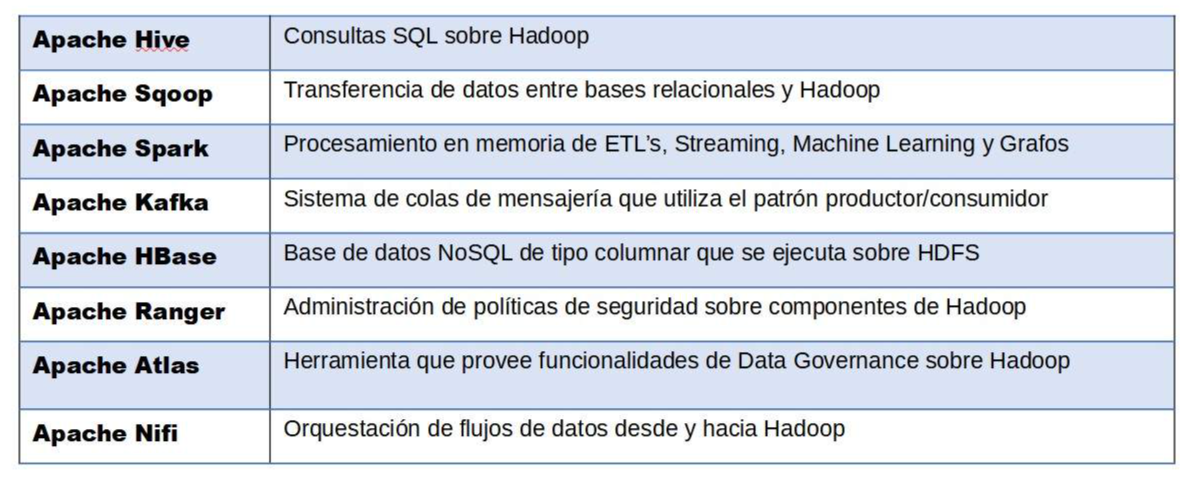 Apache Hive Consultas SQL sobre Hadoop
Apache Sqoop Transferencia de datos entre bases relacionales y Hadoop
Apache Spark Procesamiento en memoria de ETL’s, Streaming, Machine Learning y Grafos
Apache Kafka Sistema de colas de mensajería que utiliza el patrón productor/consumidor
Apache HBase Base de datos NoSQL de tipo columnar que se ejecuta sobre HDFS
Apache Ranger Administración de políticas de seguridad sobre componentes de Hadoop
Apache Atlas Herramienta que provee funcionalidades de Data Governance sobre Hadoop
Apache Nifi Orquestación de flujos de datos desde y hacia Hadoop